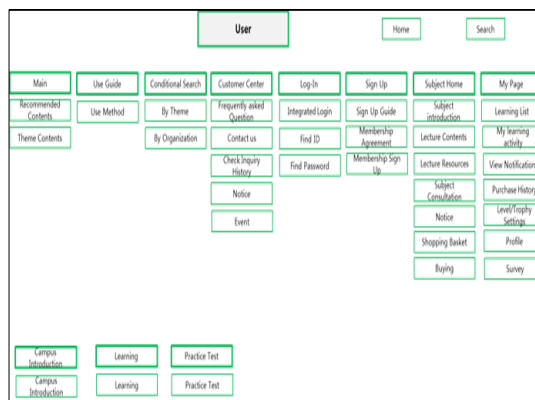 User
Home
Search
Main
Use Guide
Conditional Search
Customer Center
Log-In
Sign Up
Subject Home
My Page
Recommended
Contents
Theme Contents
Use Method
By Theme
By Organization
Frequently asked
Question
Contact us
Check Inquiry
History
Notice
Event
Integrated Login
Find ID
Find Password
Sign Up Guide
Membership
Agreement
Membership Sign
Up
Subject
introduction
Lecture Contents
Lecture Resources
Subject
Consultation
Notice
Shopping Basket
Buying
Learning List
My learning
activity
View Notification
Purchase History
Level/Trophy
Settings
Profile
Survey
Campus
Introduction
Learning
Practice Test
Campus
Introduction
Learning
Practice Test